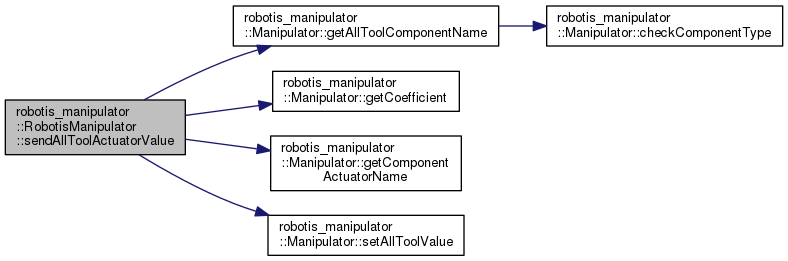 robotis_manipulator
::RobotisManipulator
::sendAllToolActuatorValue
robotis_manipulator
::Manipulator::getAllToolComponentName
robotis_manipulator
::Manipulator::checkComponentType
robotis_manipulator
::Manipulator::getCoefficient
robotis_manipulator
::Manipulator::getComponent
ActuatorName
robotis_manipulator
::Manipulator::setAllToolValue